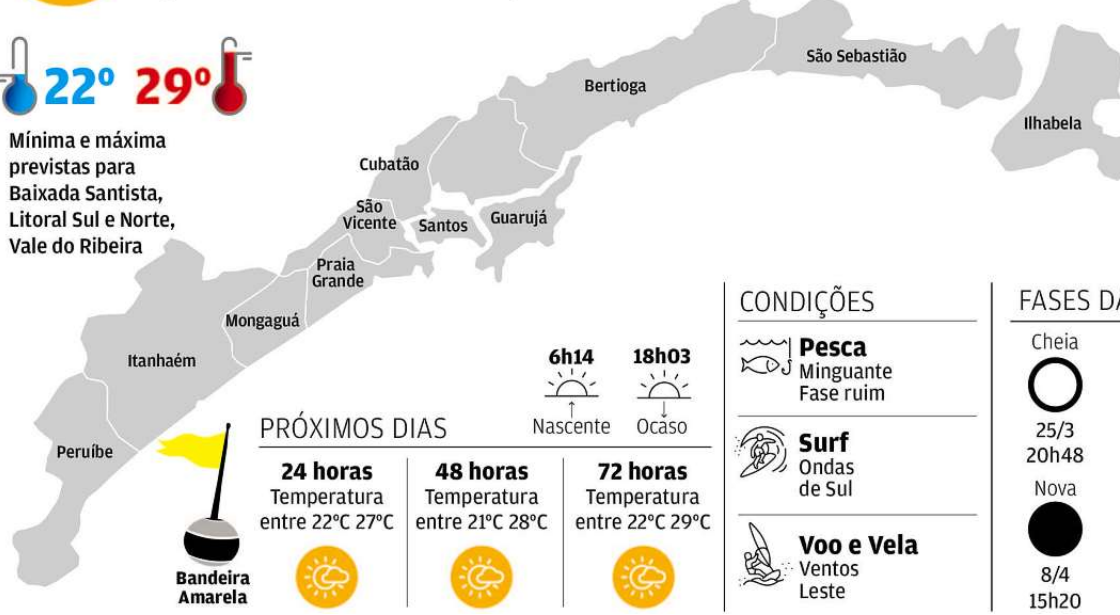 22º 29º
Mínima e máxima
previstas para
Baixada Santista,
Litoral Sul e Norte,
Vale do Ribeira
São Sebastião
Bertioga
Ilhabela
Cubatão
São
Vicente
Santos
Guarujá
Praia
Grande
Mongaguá
Itanhaém
Peruíbe
Bandeira
Amarela
6h14
Nascente
18h03
Ocaso
PRÓXIMOS DIAS
24 horas
Temperatura
entre 22ºC 27ºC
48 horas
Temperatura
entre 21ºC 28ºC
72 horas
Temperatura
entre 22ºC 29ºC
CONDIÇÕES
Pesca
Minguante
Fase ruim
Surf
Ondas
de Sul
Voo e Vela
Ventos
Leste
FASES DA
Cheia
25/3
20h48
Nova
8/4
15h20